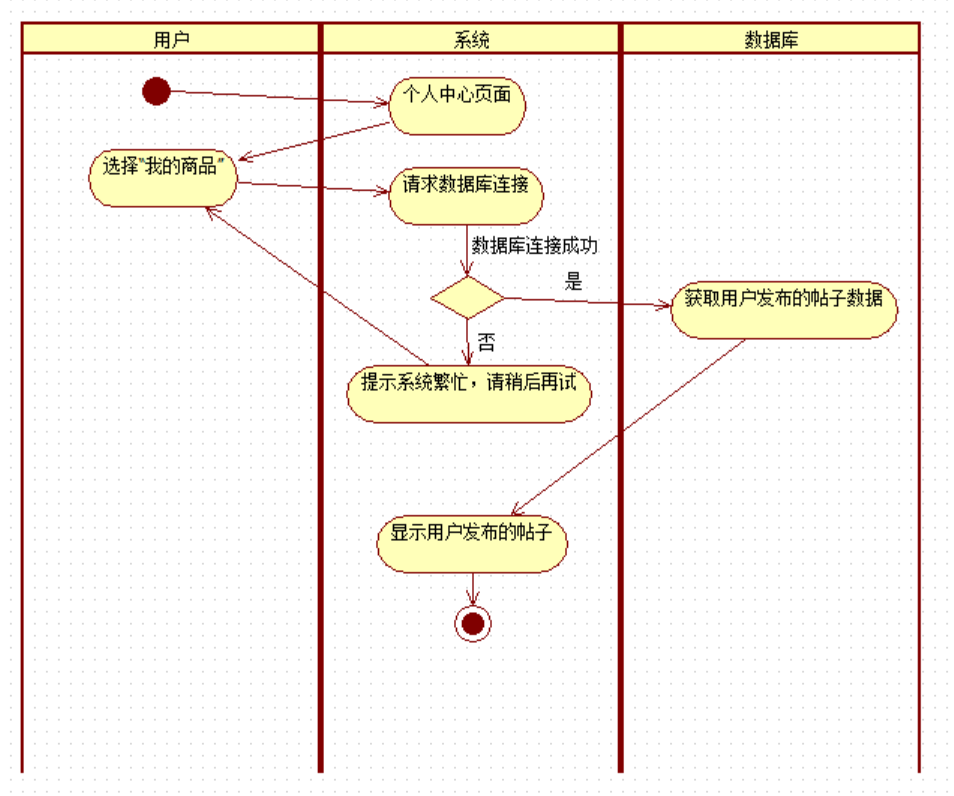 用户
系统
数据库
个人中心页面
选择"我的商品"
请求数据库连接
数据库连接成功
是
获取用户发布的帖子数据
否
提示系统繁忙，请稍后再试
显示用户发布的帖子